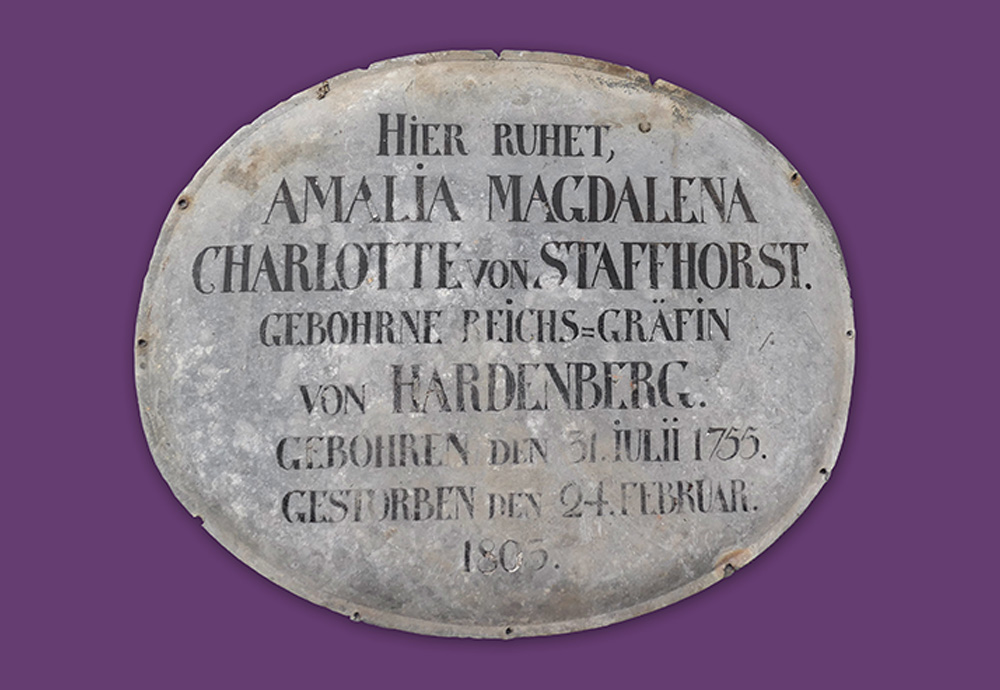 HiER RUHET,
AMALiA MAGDALENA
CHARLOTTE VON STAFFHORST.
GEBOHRNE REiCHS=GRÄFiN
VON HARDENBERG.
GEBOHREN DEN 31. iULii 1755.
GESTORBEN DEN 24. FEBRUAR.
1805.